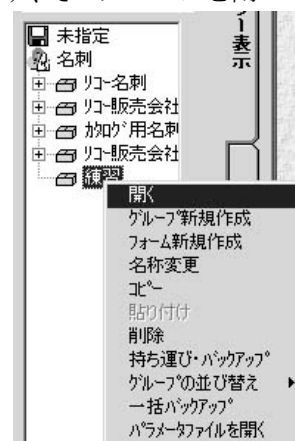 未指定
名刺
リコー名刺
リコー販売会社
カタログ用名刺
リコー販売会社
練習
ー表示
開く
グループ新規作成
フォーム新規作成
名称変更
コピー
貼り付け
削除
持ち運び・バックアップ
グループの並び替え
一括バックアップ
パラメータファイルを開く